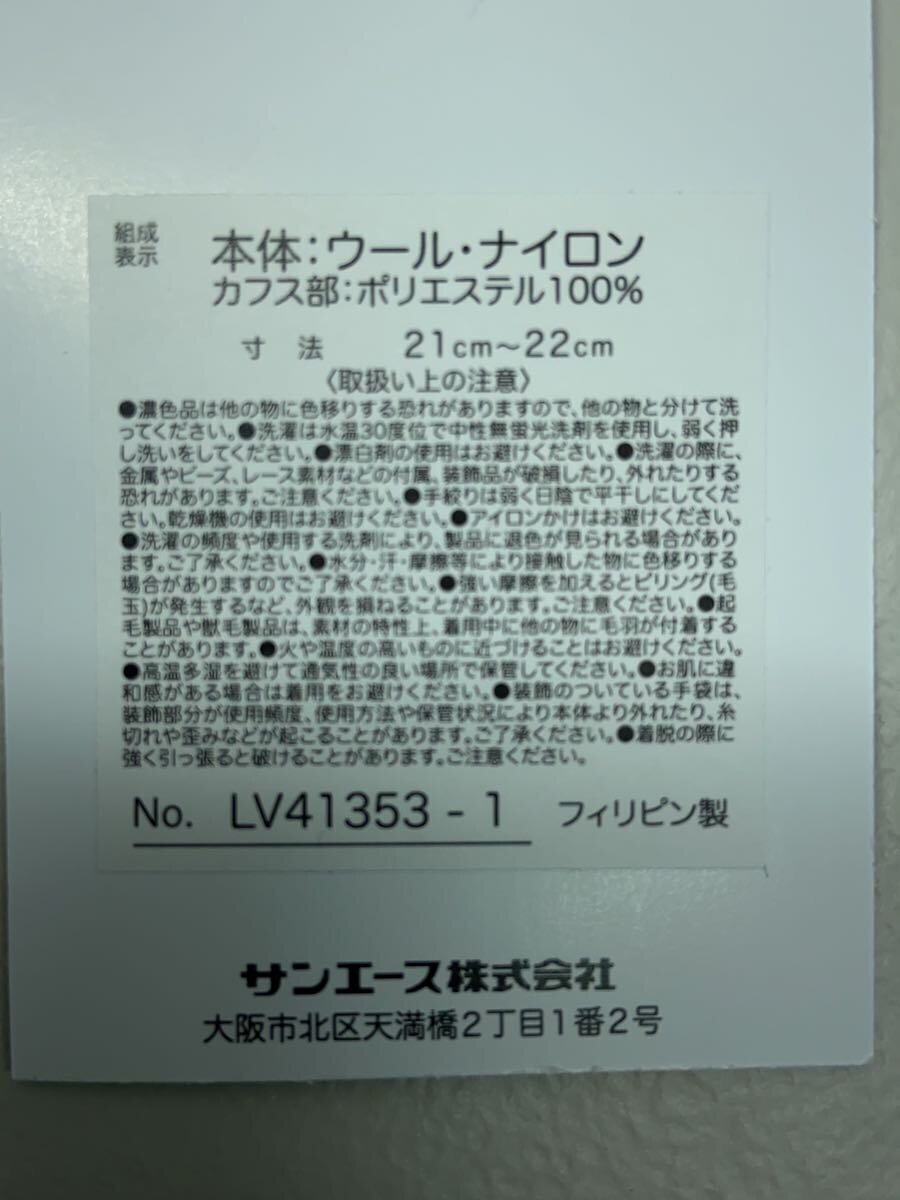 組成
表示
本体:ウール・ナイロン
カフス部:ポリエステル100%
寸 法 21cm～22cm
〈取扱い上の注意〉
●濃色品は他の物に色移りする恐れがありますので、他の物と分けて洗
ってください。●洗濯は水温30度位で中性無蛍光洗剤を使用し、弱く押
し洗いをしてください。●漂白剤の使用はお避けください。●洗濯の際に、
金属やビーズ、レース素材などの付属、装飾品が破損したり、外れたりする
恐れがあります。ご注意ください。●手絞りは弱く日陰で平干しにしてくだ
さい。乾燥機の使用はお避けください。●アイロンかけはお避けください。
●洗濯の頻度や使用する洗剤により、製品に退色が見られる場合があり
ます。ご了承ください。●水分・汗・摩擦等により接触した物に色移りする
場合がありますのでご了承ください。●強い摩擦を加えるとピリング(毛
玉)が発生するなど、外観を損ねることがあります。ご注意ください。●起
毛製品や獣毛製品は、素材の特性上、着用中に他の物に毛羽が付着する
ことがあります。●火や温度の高いものに近づけることはお避けください。
●高温多湿を避けて通気性の良い場所で保管してください。●お肌に違
和感がある場合は着用をお避けください。●装飾のついている手袋は、
装飾部分が使用頻度、使用方法や保管状況により本体より外れたり、糸
切れや歪みなどが起こることがあります。ご了承ください。●着脱の際に
強く引っ張ると破けることがあります。ご注意ください。
No. LV41353 - 1 フィリピン製
サンエース株式会社
大阪市北区天満橋2丁目1番2号